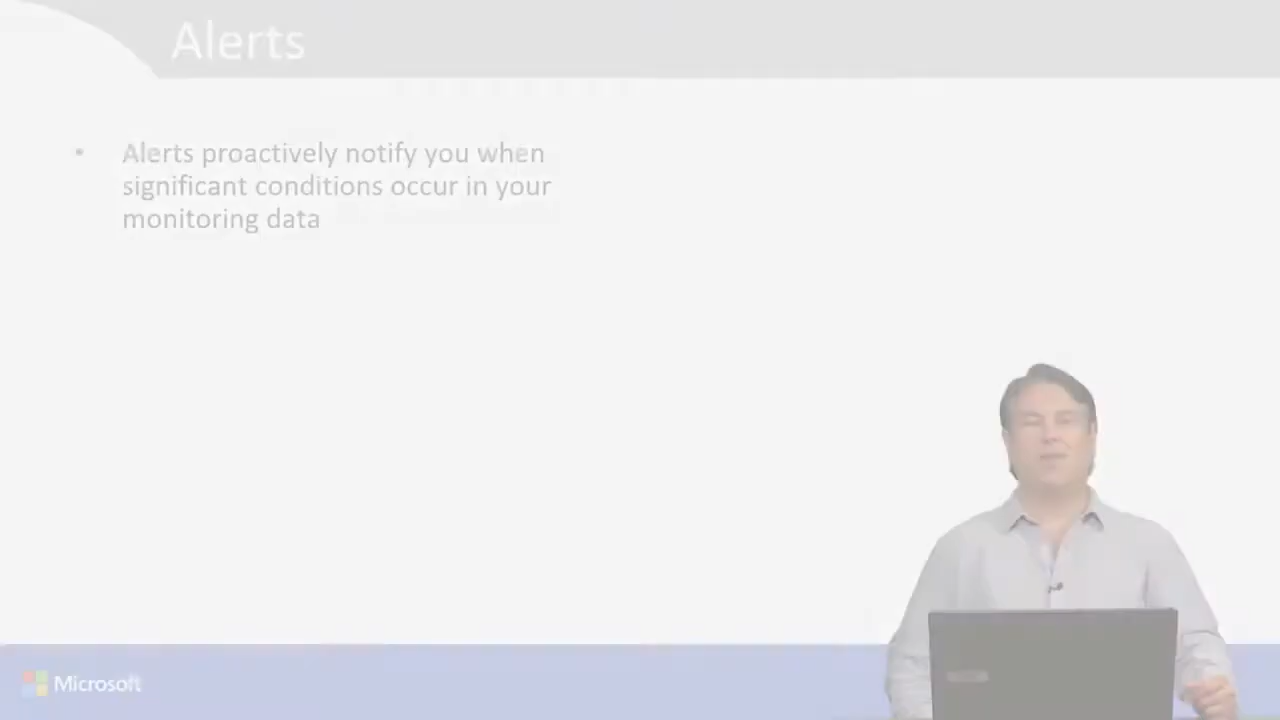 Alerts
• Alerts proactively notify you when
significant conditions occur in your
monitoring data
Microsoft